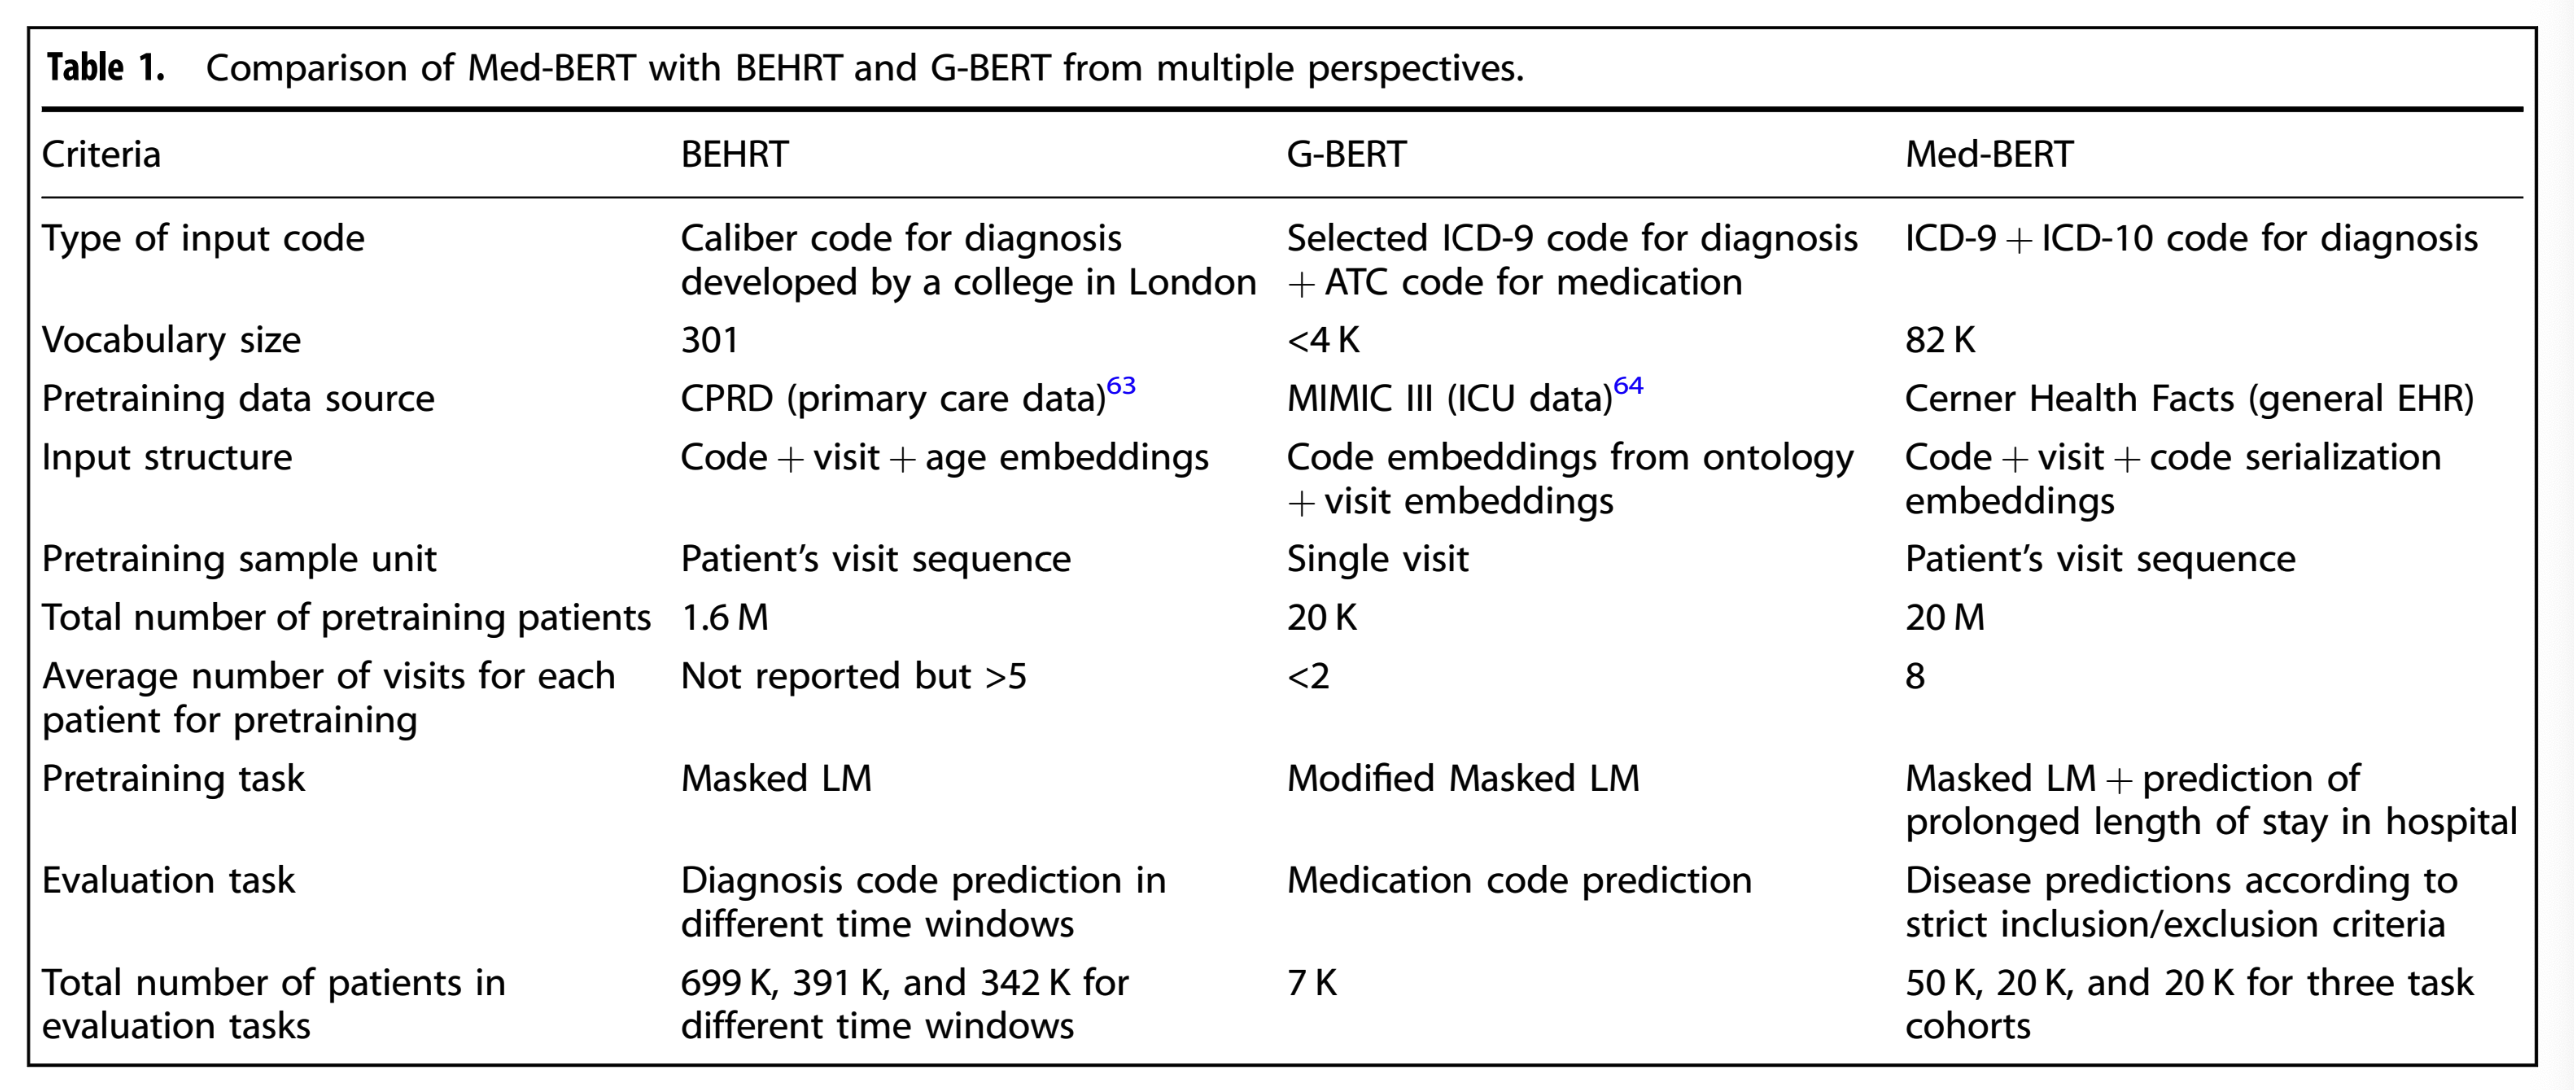 Table 1. Comparison of Med-BERT with BEHRT and G-BERT from multiple perspectives.
Criteria BEHRT G-BERT Med-BERT
Type of input code Caliber code for diagnosis Selected ICD-9 code for diagnosis ICD-9 + ICD-10 code for diagnosis
developed by a college in London + ATC code for medication
Vocabulary size 301 <4 K 82 K
Pretraining data source CPRD (primary care data)63 MIMIC III (ICU data)64 Cerner Health Facts (general EHR)
Input structure Code + visit + age embeddings Code embeddings from ontology Code + visit + code serialization
+ visit embeddings embeddings
Pretraining sample unit Patient’s visit sequence Single visit Patient’s visit sequence
Total number of pretraining patients 1.6 M 20 K 20 M
Average number of visits for each Not reported but >5 <2 8
patient for pretraining
Pretraining task Masked LM Modified Masked LM Masked LM + prediction of
prolonged length of stay in hospital
Evaluation task Diagnosis code prediction in Medication code prediction Disease predictions according to
different time windows strict inclusion/exclusion criteria
Total number of patients in 699 K, 391 K, and 342 K for 7 K 50 K, 20 K, and 20 K for three task
evaluation tasks different time windows cohorts